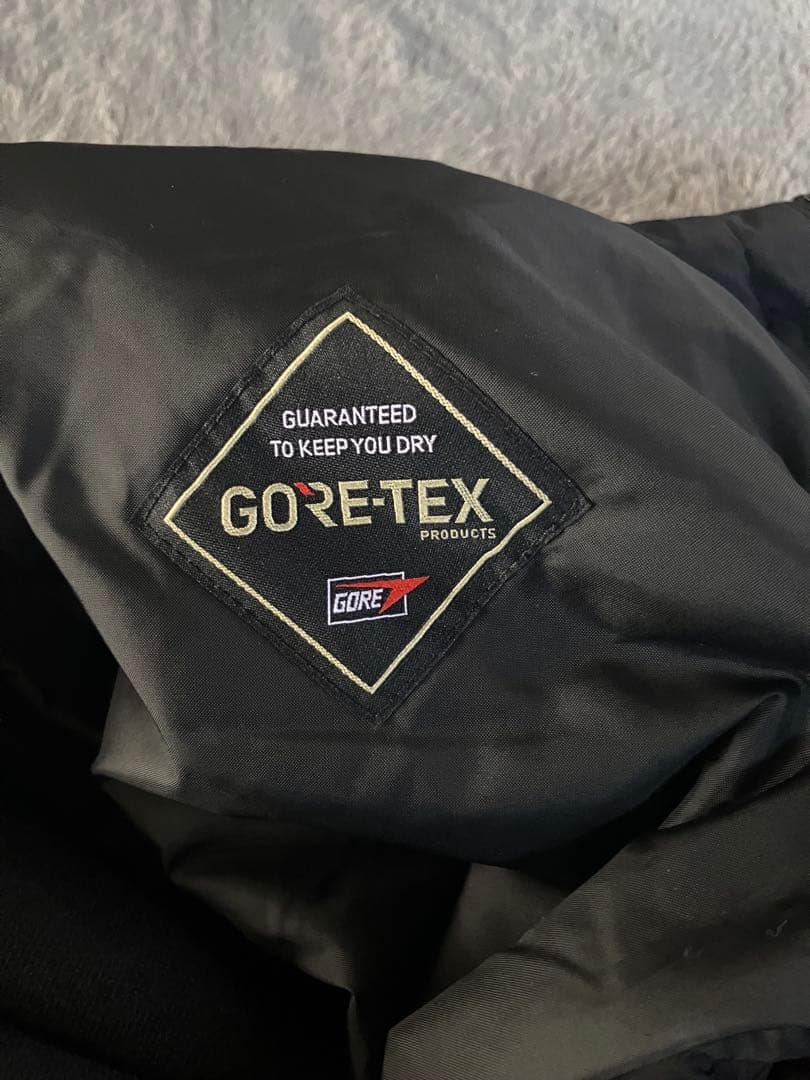 GUARANTEED
TO KEEP YOU DRY
GORE-TEX
PRODUCTS
GORE